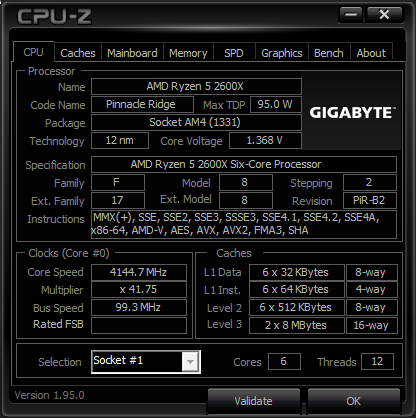 CPU-Z
CPU Caches Mainboard Memory SPD Graphics Bench About
Processor
Name AMD Ryzen 5 2600X
Code Name Pinnacle Ridge Max TDP 95.0 W
Package Socket AM4 (1331)
GIGABYTE™
Technology 12 nm Core Voltage 1.368 V
Specification AMD Ryzen 5 2600X Six-Core Processor
Family F Model 8 Stepping 2
Ext. Family 17 Ext. Model 8 Revision PiR-B2
Instructions MMX(+), SSE, SSE2, SSE3, SSSE3, SSE4.1, SSE4.2, SSE4A,
x86-64, AMD-V, AES, AVX, AVX2, FMA3, SHA
Clocks (Core #0) Caches
Core Speed 4144.7 MHz L1 Data 6 x 32 KBytes 8-way
Multiplier x 41.75 L1 Inst. 6 x 64 KBytes 4-way
Bus Speed 99.3 MHz Level 2 6 x 512 KBytes 8-way
Rated FSB Level 3 2 x 8 MBytes 16-way
Selection Socket #1 Cores 6 Threads 12
Version 1.95.0 Validate OK